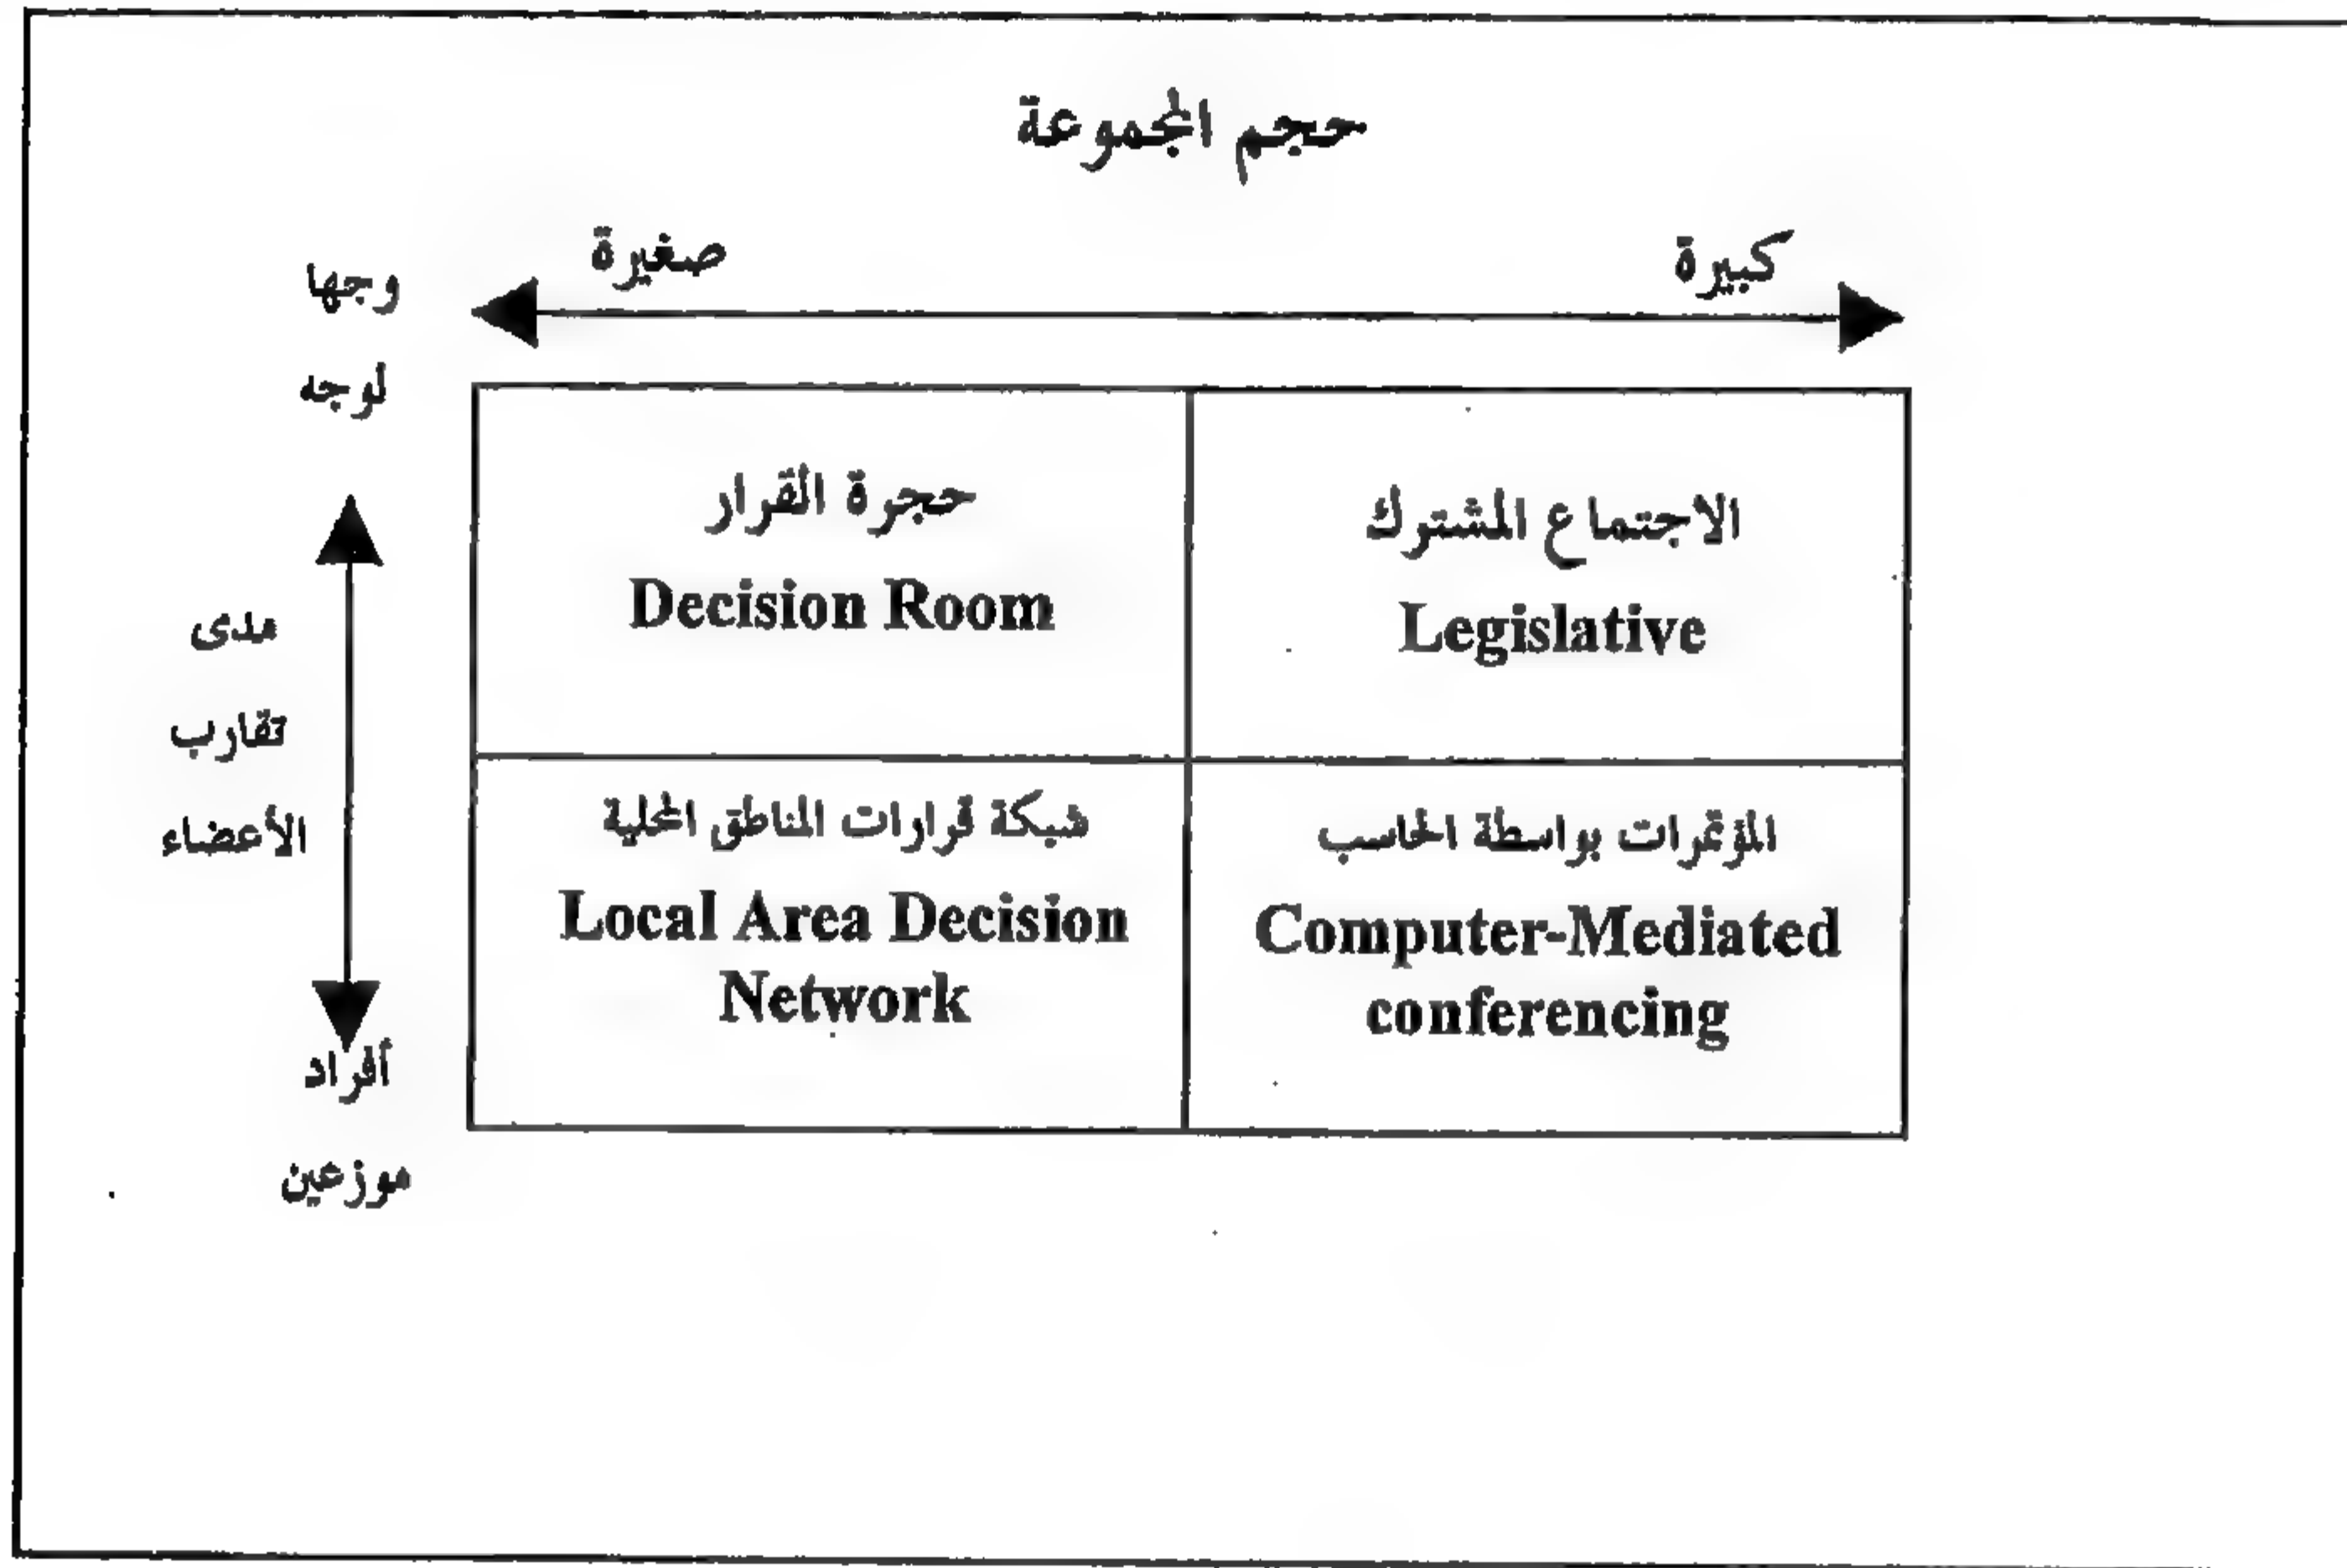 حجم المجموعة
صغيرة
كبيرة
وجها
لوجه
مدى
تقارب
الأعضاء
أفراد
موزعين
حجرة القرار
Decision Room
الاجتماع المشترك
Legislative
شبكة قرارات المناطق المحلية
Local Area Decision
Network
المؤتمرات بواسطة الحاسب
Computer-Mediated
conferencing